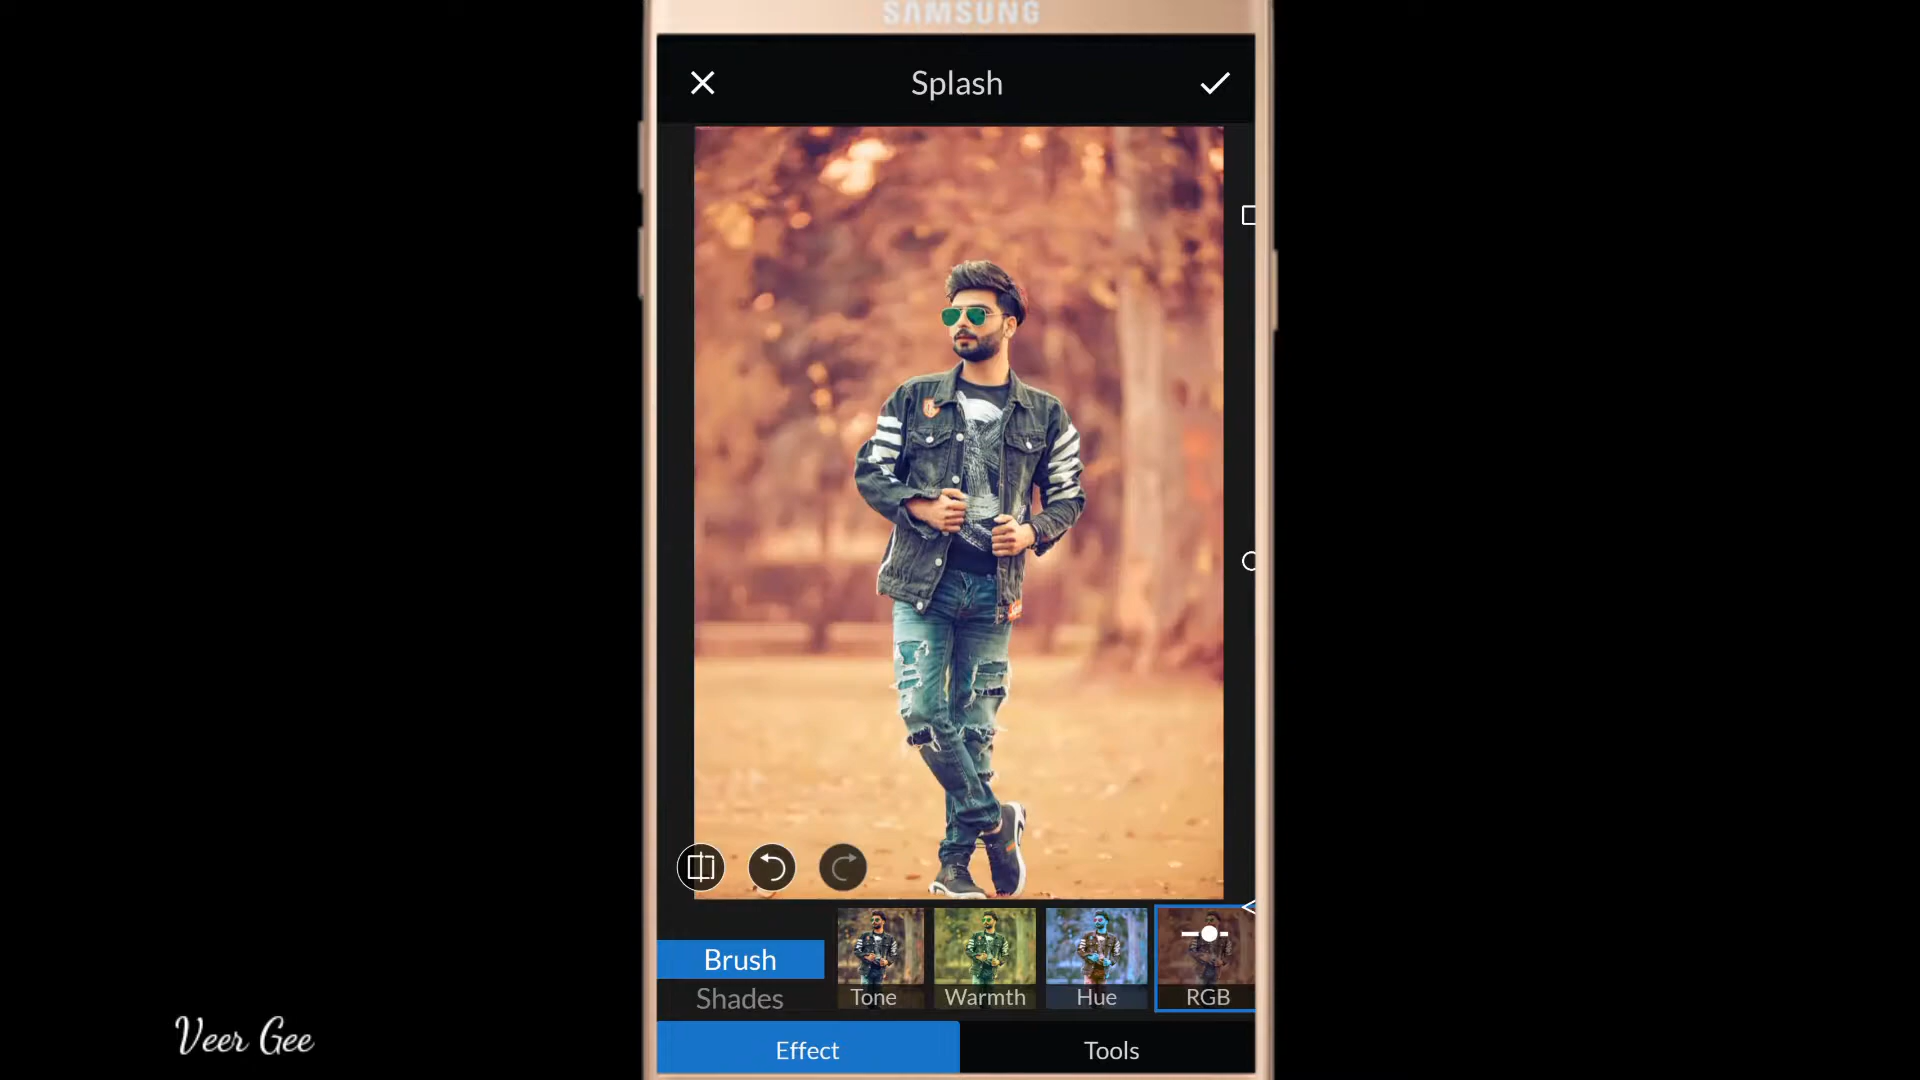 SAMSUNG
Splash
Brush
Shades
Tone
Warmth
Hue
RGB
Effect
Tools
Veer Gee